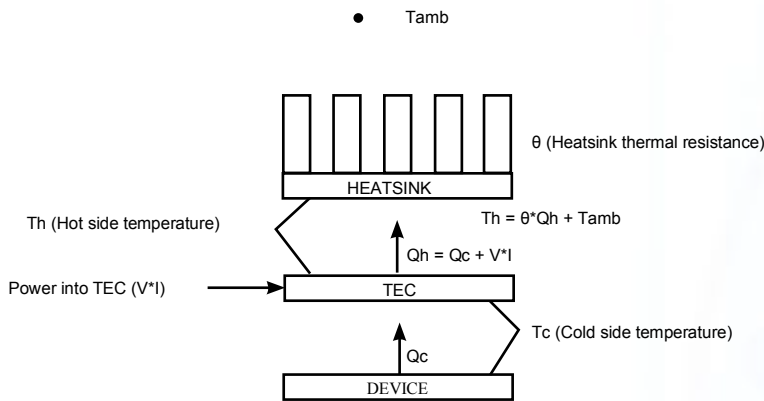 Tamb
θ (Heatsink thermal resistance)
HEATSINK
Th (Hot side temperature)
Th = θ*Qh + Tamb
Qh = Qc + V*I
Power into TEC (V*I)
TEC
Tc (Cold side temperature)
Qc
DEVICE